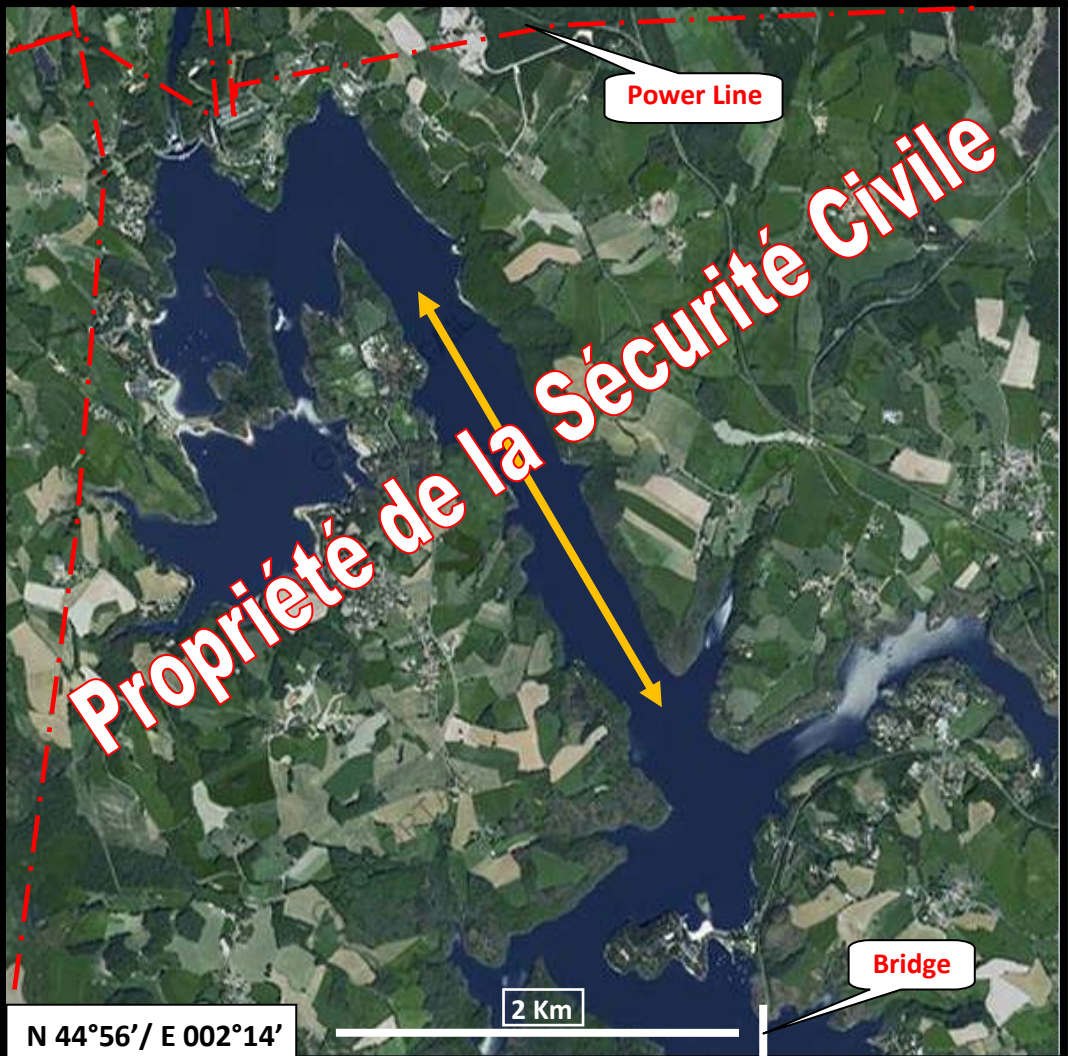 Power Line
Propriété de la Sécurité Civile
Bridge
2 Km
N 44°56’/ E 002°14’